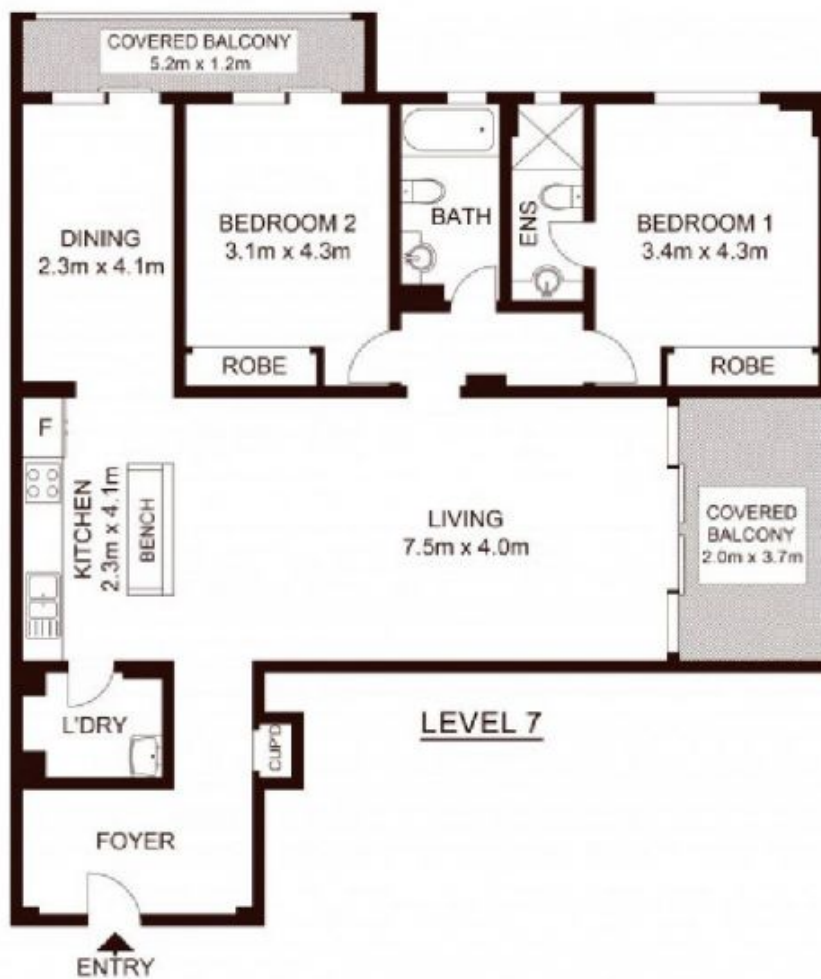 COVERED BALCONY
5.2m x 1.2m
DINING
2.3m x 4.1m
BEDROOM 2
3.1m x 4.3m
BATH
ENS
BEDROOM 1
3.4m x 4.3m
ROBE
ROBE
F
KITCHEN
2.3m x 4.1m
BENCH
LIVING
7.5m x 4.0m
COVERED
BALCONY
2.0m x 3.7m
L'DRY
CUP'D
LEVEL 7
FOYER
ENTRY